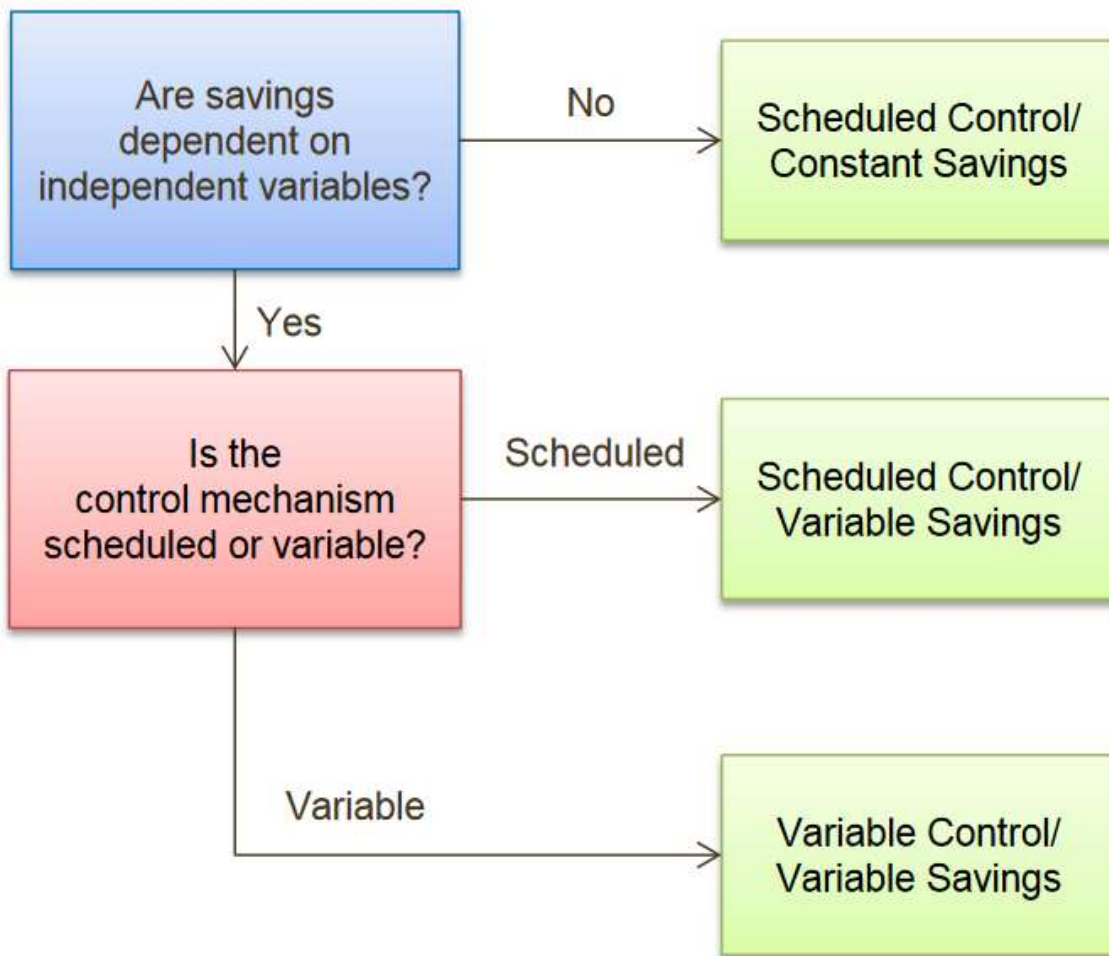 Are savings
dependent on
independent variables?
No
Scheduled Control/
Constant Savings
Yes
Is the
control mechanism
scheduled or variable?
Scheduled
Scheduled Control/
Variable Savings
Variable
Variable Control/
Variable Savings